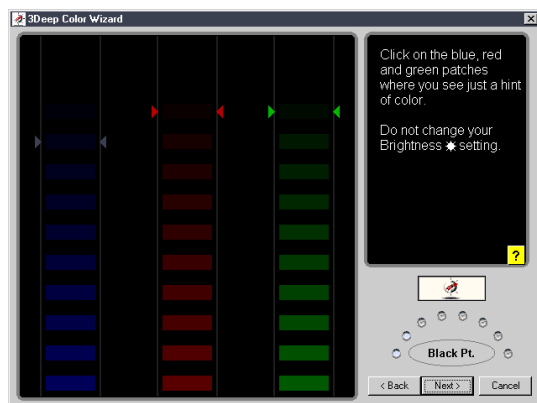 3Deep Color Wizard
Click on the blue, red
and green patches
where you see just a hint
of color.
Do not change your
Brightness setting.
?
Black Pt.
< Back
Next >
Cancel